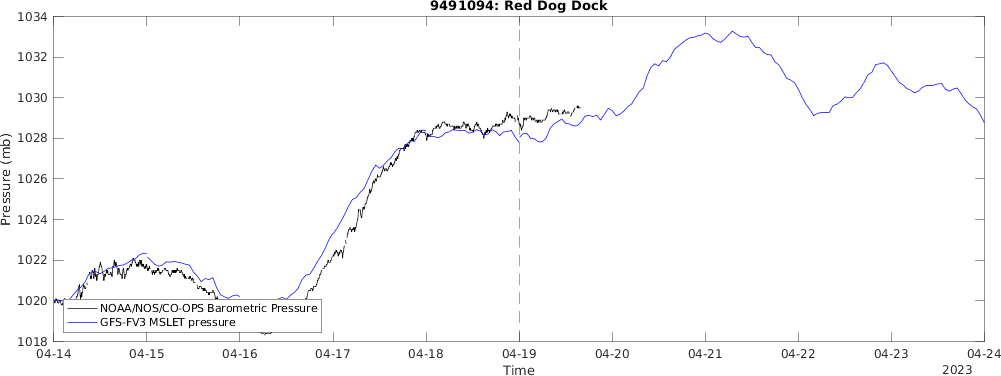 9491094: Red Dog Dock
1034
1032
1030
1028
1026
1024
1022
1020
1018
Pressure (mb)
NOAA/NOS/CO-OPS Barometric Pressure
GFS-FV3 MSLET pressure
04-14 04-15 04-16 04-17 04-18 04-19 04-20 04-21 04-22 04-23 04-24
Time
2023